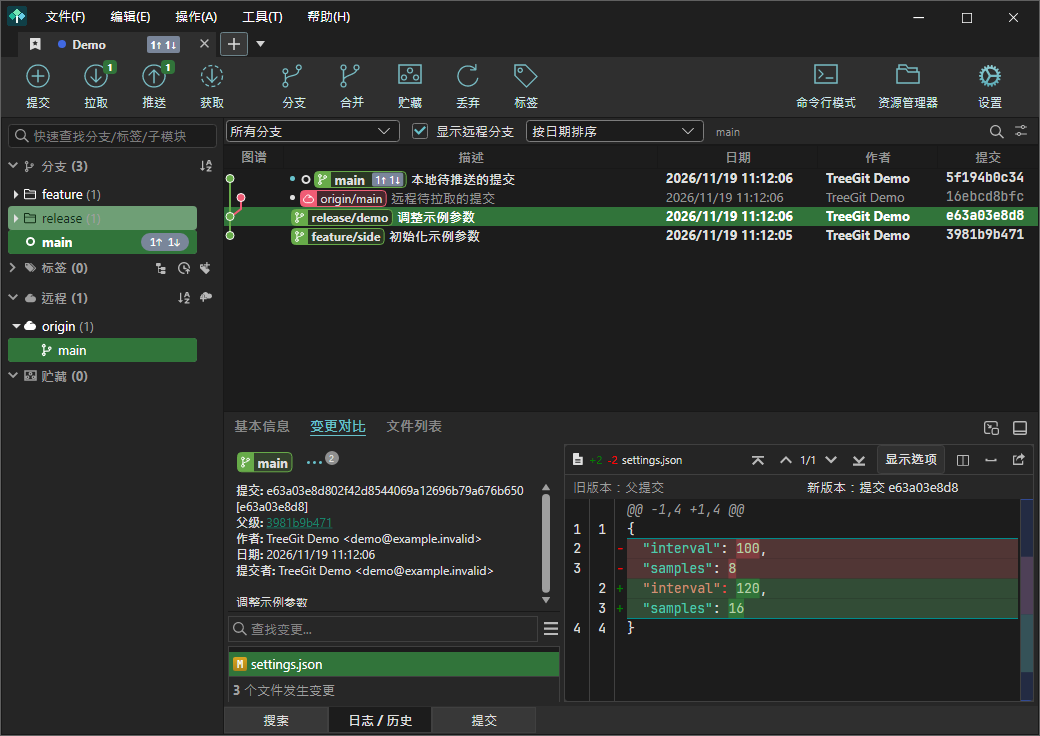 文件(F) 编辑(E) 操作(A) 工具(T) 帮助(H)
Demo 1↑ 1↓
提交 拉取 1 推送 1 获取 分支 合并 贮藏 丢弃 标签 命令行模式 资源管理器 设置
快速查找分支/标签/子模块
分支 (3)
feature (1)
release (1)
main 1↑ 1↓
标签 (0)
远程 (1)
origin (1)
main
贮藏 (0)
所有分支 显示远程分支 按日期排序 main
图谱 描述 日期 作者 提交
main 1↑ 1↓ 本地待推送的提交 2026/11/19 11:12:06 TreeGit Demo 5f194b0c34
origin/main 远程待拉取的提交 2026/11/19 11:12:06 TreeGit Demo 16ebcd8bfc
release/demo 调整示例参数 2026/11/19 11:12:06 TreeGit Demo e63a03e8d8
feature/side 初始化示例参数 2026/11/19 11:12:05 TreeGit Demo 3981b9b471
基本信息 变更对比 文件列表
main ... 2
提交: e63a03e8d802f42d8544069a12696b79a676b650
[e63a03e8d8]
父级: 3981b9b471
作者: TreeGit Demo <demo@example.invalid>
日期: 2026/11/19 11:12:06
提交者: TreeGit Demo <demo@example.invalid>
调整示例参数
查找变更...
M settings.json
3 个文件发生变更
+2 -2 settings.json 1/1 显示选项
旧版本：父提交 新版本：提交 e63a03e8d8
@@ -1,4 +1,4 @@
1 1 {
2 - "interval": 100,
3 - "samples": 8
2 + "interval": 120,
3 + "samples": 16
4 4 }
搜索 日志 / 历史 提交